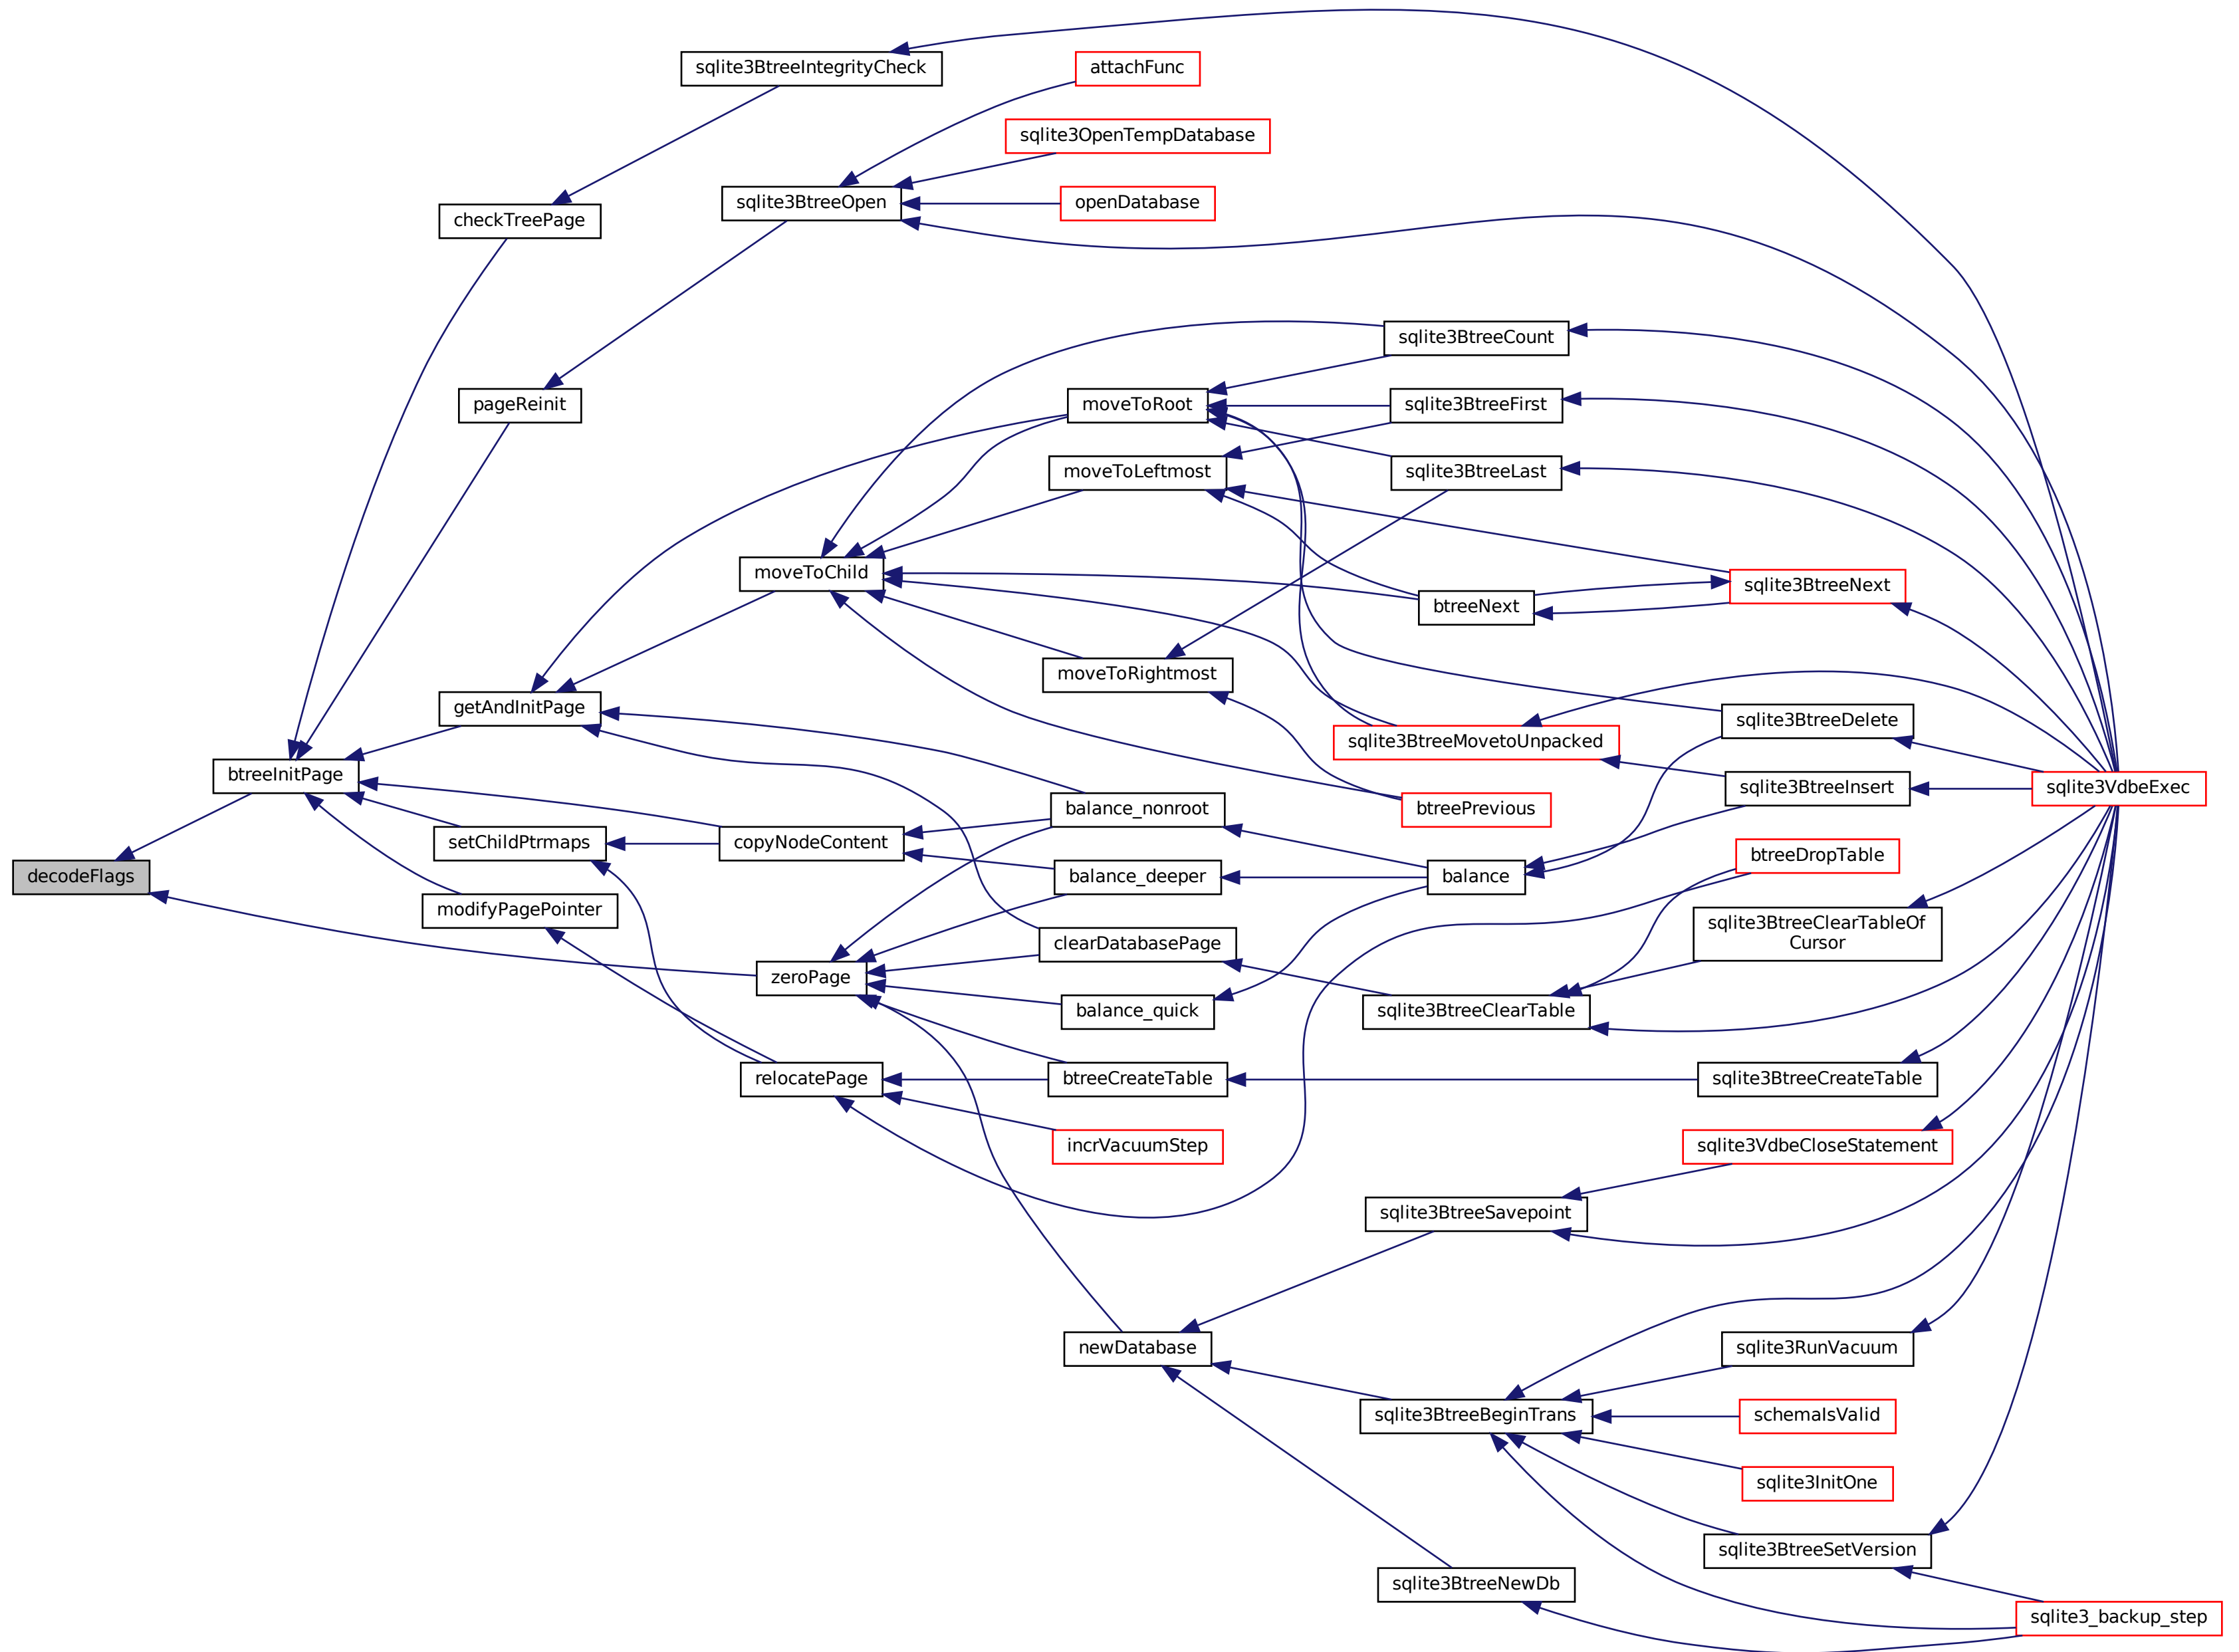 sqlite3BtreeIntegrityCheck
attachFunc
sqlite3OpenTempDatabase
sqlite3BtreeOpen
openDatabase
checkTreePage
sqlite3BtreeCount
pageReinit
moveToRoot
sqlite3BtreeFirst
moveToLeftmost
sqlite3BtreeLast
moveToChild
sqlite3BtreeNext
btreeNext
moveToRightmost
getAndInitPage
sqlite3BtreeDelete
sqlite3BtreeMovetoUnpacked
btreeInitPage
sqlite3BtreeInsert
sqlite3VdbeExec
balance_nonroot
btreePrevious
setChildPtrmaps
copyNodeContent
btreeDropTable
decodeFlags
balance_deeper
balance
modifyPagePointer
sqlite3BtreeClearTableOf
Cursor
clearDatabasePage
zeroPage
balance_quick
sqlite3BtreeClearTable
relocatePage
btreeCreateTable
sqlite3BtreeCreateTable
incrVacuumStep
sqlite3VdbeCloseStatement
sqlite3BtreeSavepoint
newDatabase
sqlite3RunVacuum
sqlite3BtreeBeginTrans
schemaIsValid
sqlite3InitOne
sqlite3BtreeSetVersion
sqlite3BtreeNewDb
sqlite3_backup_step